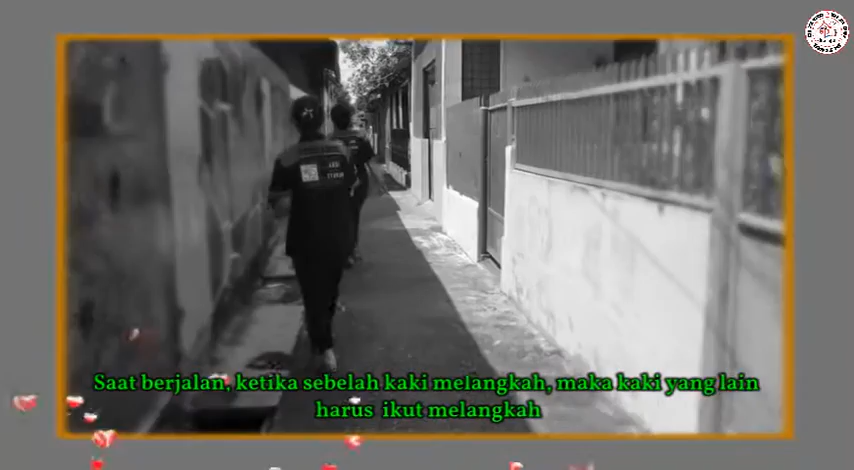 Saat berjalan, ketika sebelah kaki melangkah, maka kaki yang lain
harus ikut melangkah